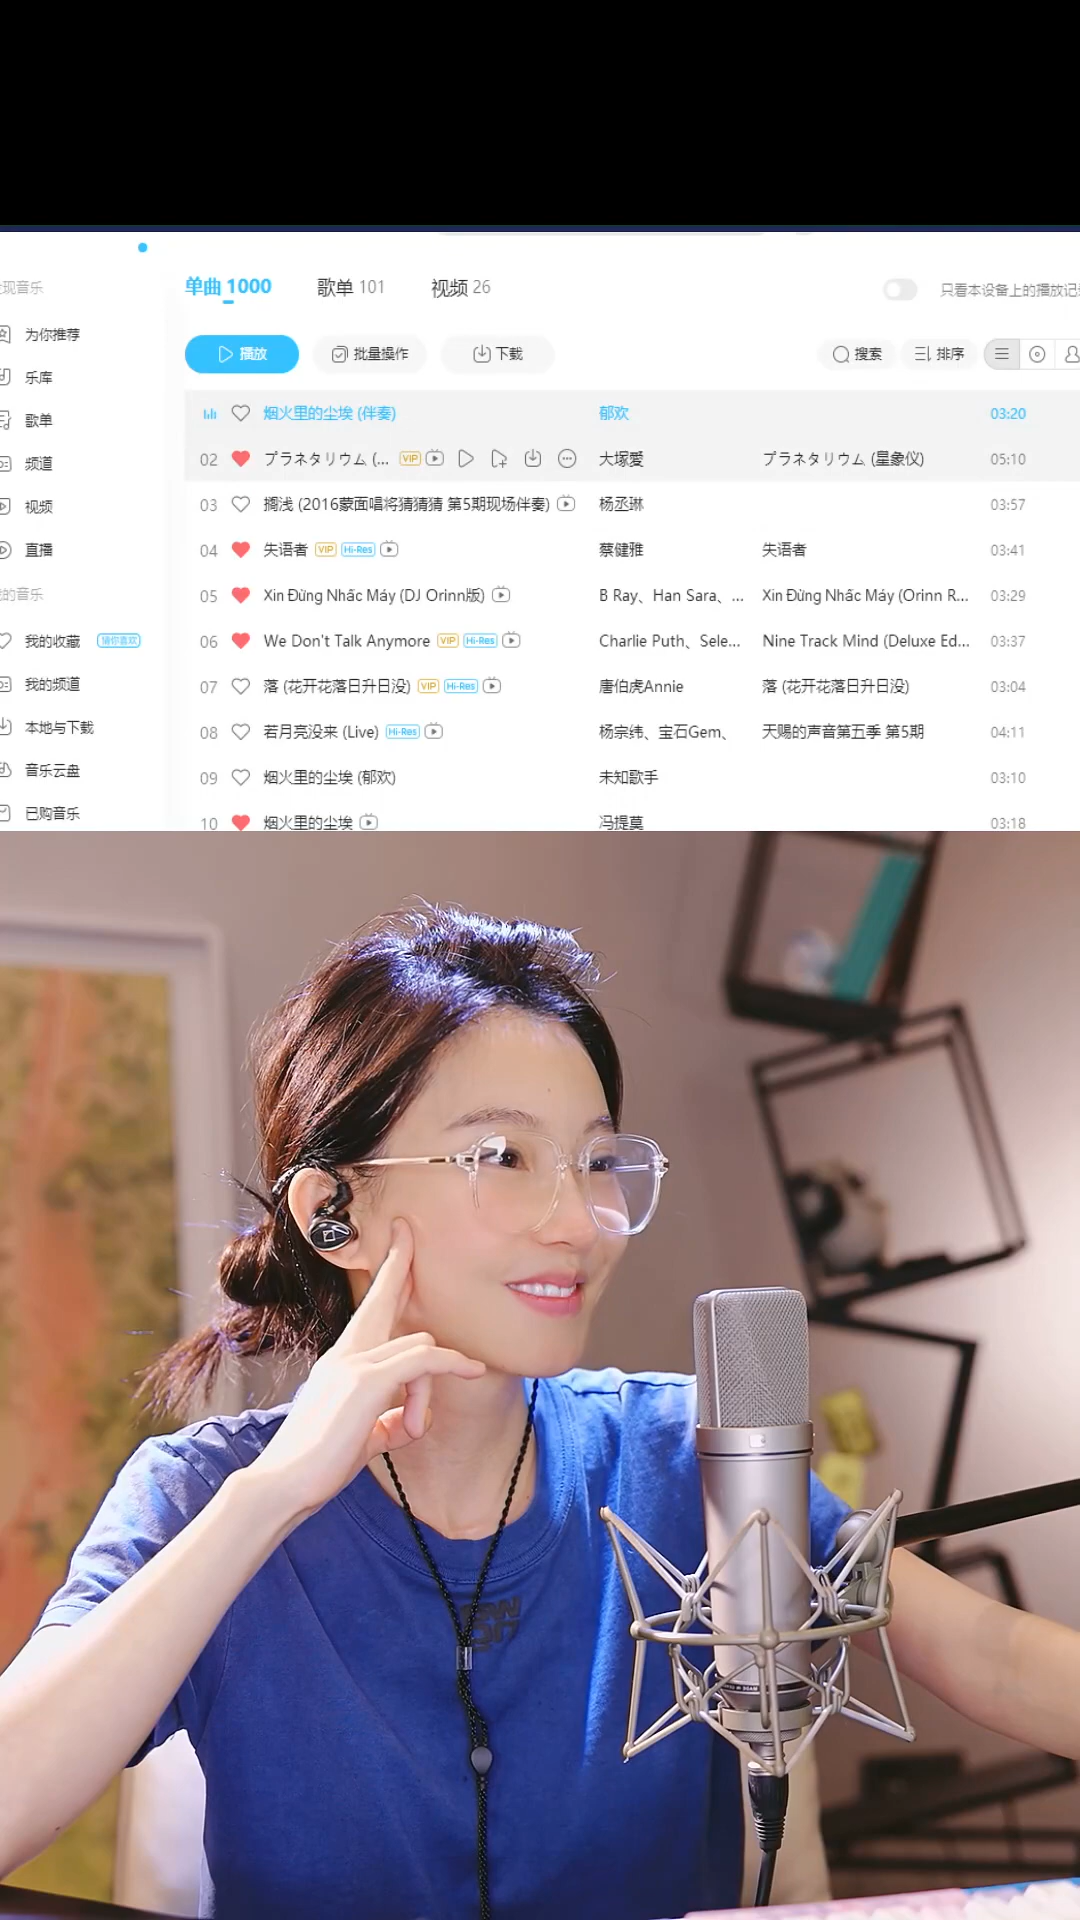 单曲 1000 歌单 101 视频 26 只看本设备上的播放记
播放 批量操作 下载 搜索 排序
现音乐
为你推荐
乐库
歌单
频道
视频
直播
的音乐
我的收藏 猜你喜欢
我的频道
本地与下载
音乐云盘
已购音乐
烟火里的尘埃 (伴奏) 郁欢 03:20
02 プラネタリウム (... VIP 大塚愛 プラネタリウム (星象仪) 05:10
03 搁浅 (2016蒙面唱将猜猜猜 第5期现场伴奏) 杨丞琳 03:57
04 失语者 VIP Hi-Res 蔡健雅 失语者 03:41
05 Xin Đừng Nhấc Máy (DJ Orinn版) B Ray、Han Sara、... Xin Đừng Nhấc Máy (Orinn R... 03:29
06 We Don't Talk Anymore VIP Hi-Res Charlie Puth、Sele... Nine Track Mind (Deluxe Ed... 03:37
07 落 (花开花落日升日没) VIP Hi-Res 唐伯虎Annie 落 (花开花落日升日没) 03:04
08 若月亮没来 (Live) Hi-Res 杨宗纬、宝石Gem、 天赐的声音第五季 第5期 04:11
09 烟火里的尘埃 (郁欢) 未知歌手 03:10
10 烟火里的尘埃 冯提莫 03:18